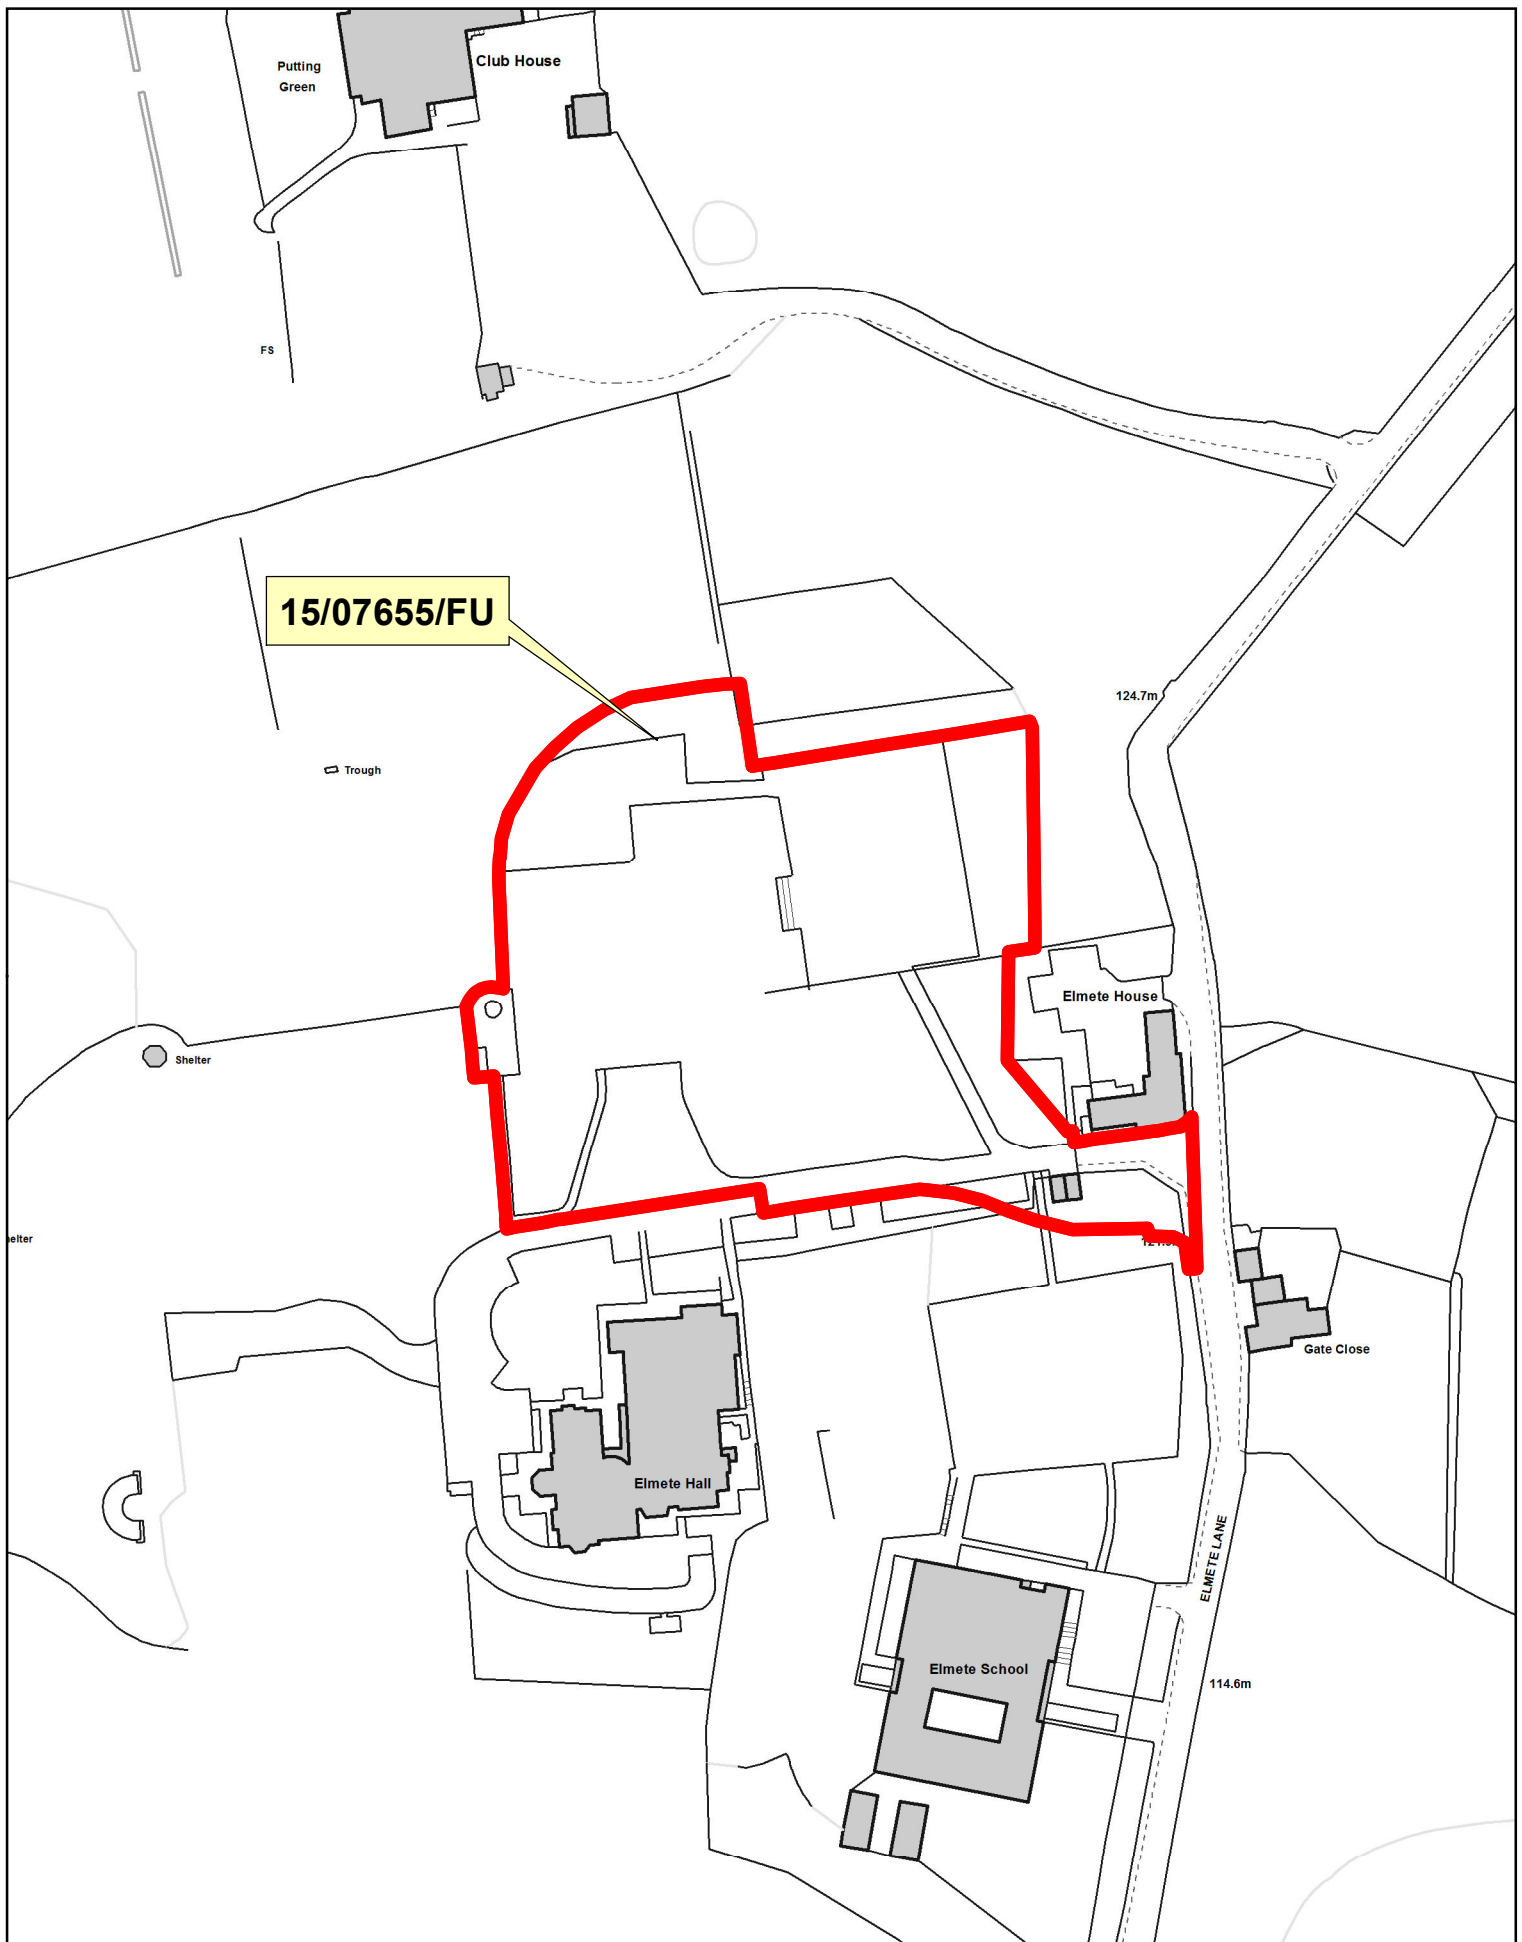 Putting
Green
Club House
FS
15/07655/FU
124.7m
Trough
Elmete House
Shelter
elter
Gate Close
Elmete Hall
ELMETE LANE
Elmete School
114.6m